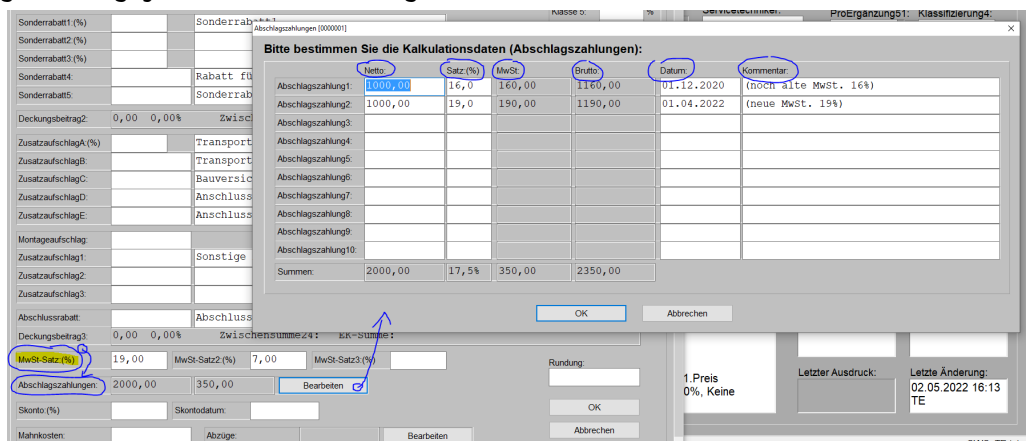 Klasse 5: % Servicetechniker: ProErgänzung51: Klassifizierung4:
Sonderrabatt1:(%) Sonderrabatt1
Sonderrabatt2:(%)
Sonderrabatt3:(%)
Sonderrabatt4: Rabatt fü
Sonderrabatt5: Sonderrab
Deckungsbeitrag2: 0,00 0,00% Zwisc
ZusatzaufschlagA:(%) Transport
ZusatzaufschlagB: Transport
ZusatzaufschlagC: Bauversic
ZusatzaufschlagD: Anschluss
ZusatzaufschlagE: Anschluss
Montageaufschlag:
Zusatzaufschlag1: Sonstige
Zusatzaufschlag2:
Zusatzaufschlag3:
Abschlussrabatt: Abschluss
Deckungsbeitrag3: 0,00 0,00% Zwischensumme24: EK-Summe:
MwSt-Satz:(%) 19,00 MwSt-Satz2:(%) 7,00 MwSt-Satz3:(%)
Abschlagszahlungen: 2000,00 350,00 Bearbeiten
Skonto:(%) Skontodatum:
Mahnkosten: Abzüge: Bearbeiten
Abschlagszahlungen [0000001]
Bitte bestimmen Sie die Kalkulationsdaten (Abschlagszahlungen):
Netto: Satz:(%) MwSt: Brutto: Datum: Kommentar:
Abschlagszahlung1: 1000,00 16,0 160,00 1160,00 01.12.2020 (noch alte MwSt. 16%)
Abschlagszahlung2: 1000,00 19,0 190,00 1190,00 01.04.2022 (neue MwSt. 19%)
Abschlagszahlung3:
Abschlagszahlung4:
Abschlagszahlung5:
Abschlagszahlung6:
Abschlagszahlung7:
Abschlagszahlung8:
Abschlagszahlung9:
Abschlagszahlung10:
Summen: 2000,00 17,5% 350,00 2350,00
OK Abbrechen
Rundung:
OK
Abbrechen
1.Preis
0%, Keine
Letzter Ausdruck: Letzte Änderung:
02.05.2022 16:13
TE